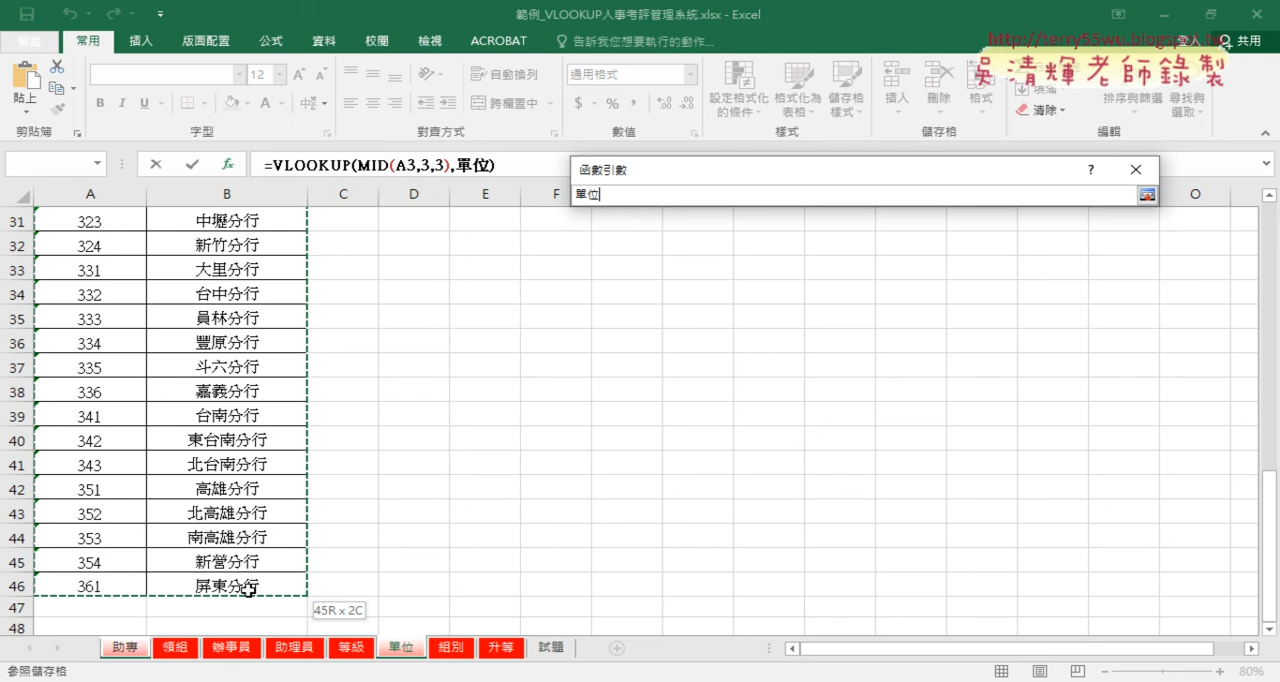 範例_VLOOKUP人事考評管理系統.xlsx - Excel
http://terry55wu.blogspot.tw
吳清輝老師錄製
常用 插入 版面配置 公式 資料 校閱 檢視 ACROBAT 告訴我您想要執行的動作... 登入 共用
貼上 12 A A 自動換列 通用格式 設定格式化的條件 格式化為表格 儲存格樣式 插入 刪除 格式 填滿 清除 排序與篩選 尋找與選取
B I U A 中 跨欄置中 $ %
剪貼簿 字型 對齊方式 數值 樣式 儲存格 編輯
fx =VLOOKUP(MID(A3,3,3),單位)
函數引數 ?
單位
A B C D E F O
31 323 中壢分行
32 324 新竹分行
33 331 大里分行
34 332 台中分行
35 333 員林分行
36 334 豐原分行
37 335 斗六分行
38 336 嘉義分行
39 341 台南分行
40 342 東台南分行
41 343 北台南分行
42 351 高雄分行
43 352 北高雄分行
44 353 南高雄分行
45 354 新營分行
46 361 屏東分行
47 45R x 2C
48
助專 領組 辦事員 助理員 等級 單位 組別 升等 試題
參照儲存格 80%